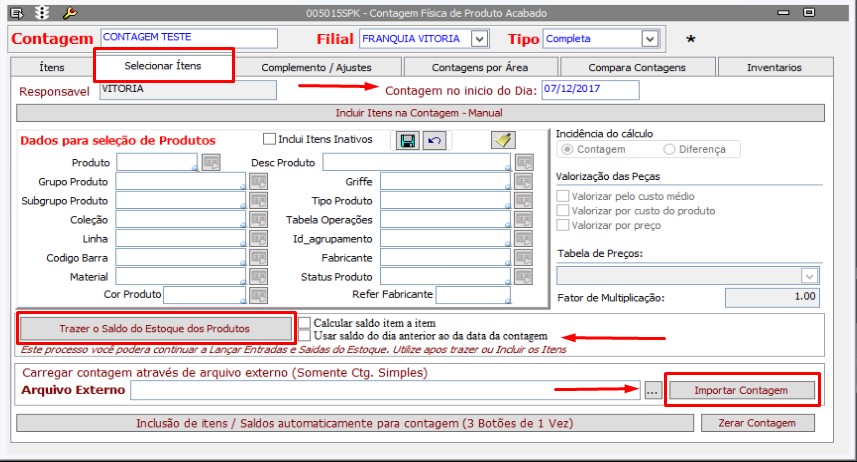 005015SPK - Contagem Física de Produto Acabado
Contagem CONTAGEM TESTE Filial FRANQUIA VITORIA Tipo Completa *
Ítens Selecionar Ítens Complemento / Ajustes Contagens por Área Compara Contagens Inventarios
Responsavel VITORIA Contagem no inicio do Dia: 07/12/2017
Incluir Itens na Contagem - Manual
Dados para seleção de Produtos Inclui Itens Inativos
Produto Desc Produto
Grupo Produto Griffe
Subgrupo Produto Tipo Produto
Coleção Tabela Operações
Linha Id_agrupamento
Codigo Barra Fabricante
Material Status Produto
Cor Produto Refer Fabricante
Incidência do cálculo
Contagem Diferença
Valorização das Peças
Valorizar pelo custo médio
Valorizar por custo do produto
Valorizar por preço
Tabela de Preços:
Fator de Multiplicação: 1.00
Trazer o Saldo do Estoque dos Produtos
Calcular saldo item a item
Usar saldo do dia anterior ao da data da contagem
Este processo você podera continuar a Lançar Entradas e Saidas do Estoque. Utilize apos trazer ou Incluir os Itens
Carregar contagem através de arquivo externo (Somente Ctg. Simples)
Arquivo Externo ... Importar Contagem
Inclusão de itens / Saldos automaticamente para contagem (3 Botões de 1 Vez) Zerar Contagem